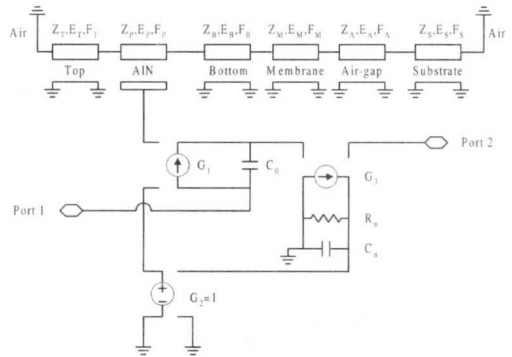 Air Z_T,E_T,F_T Z_P,E_P,F_P Z_B,E_B,F_B Z_M,E_M,F_M Z_A,E_A,F_A Z_S,E_S,F_S Air
Top AlN Bottom Membrane Air-gap Substrate
Port 2
G_1 C_0 G_3
Port 1
R_n
C_n
G_2=1